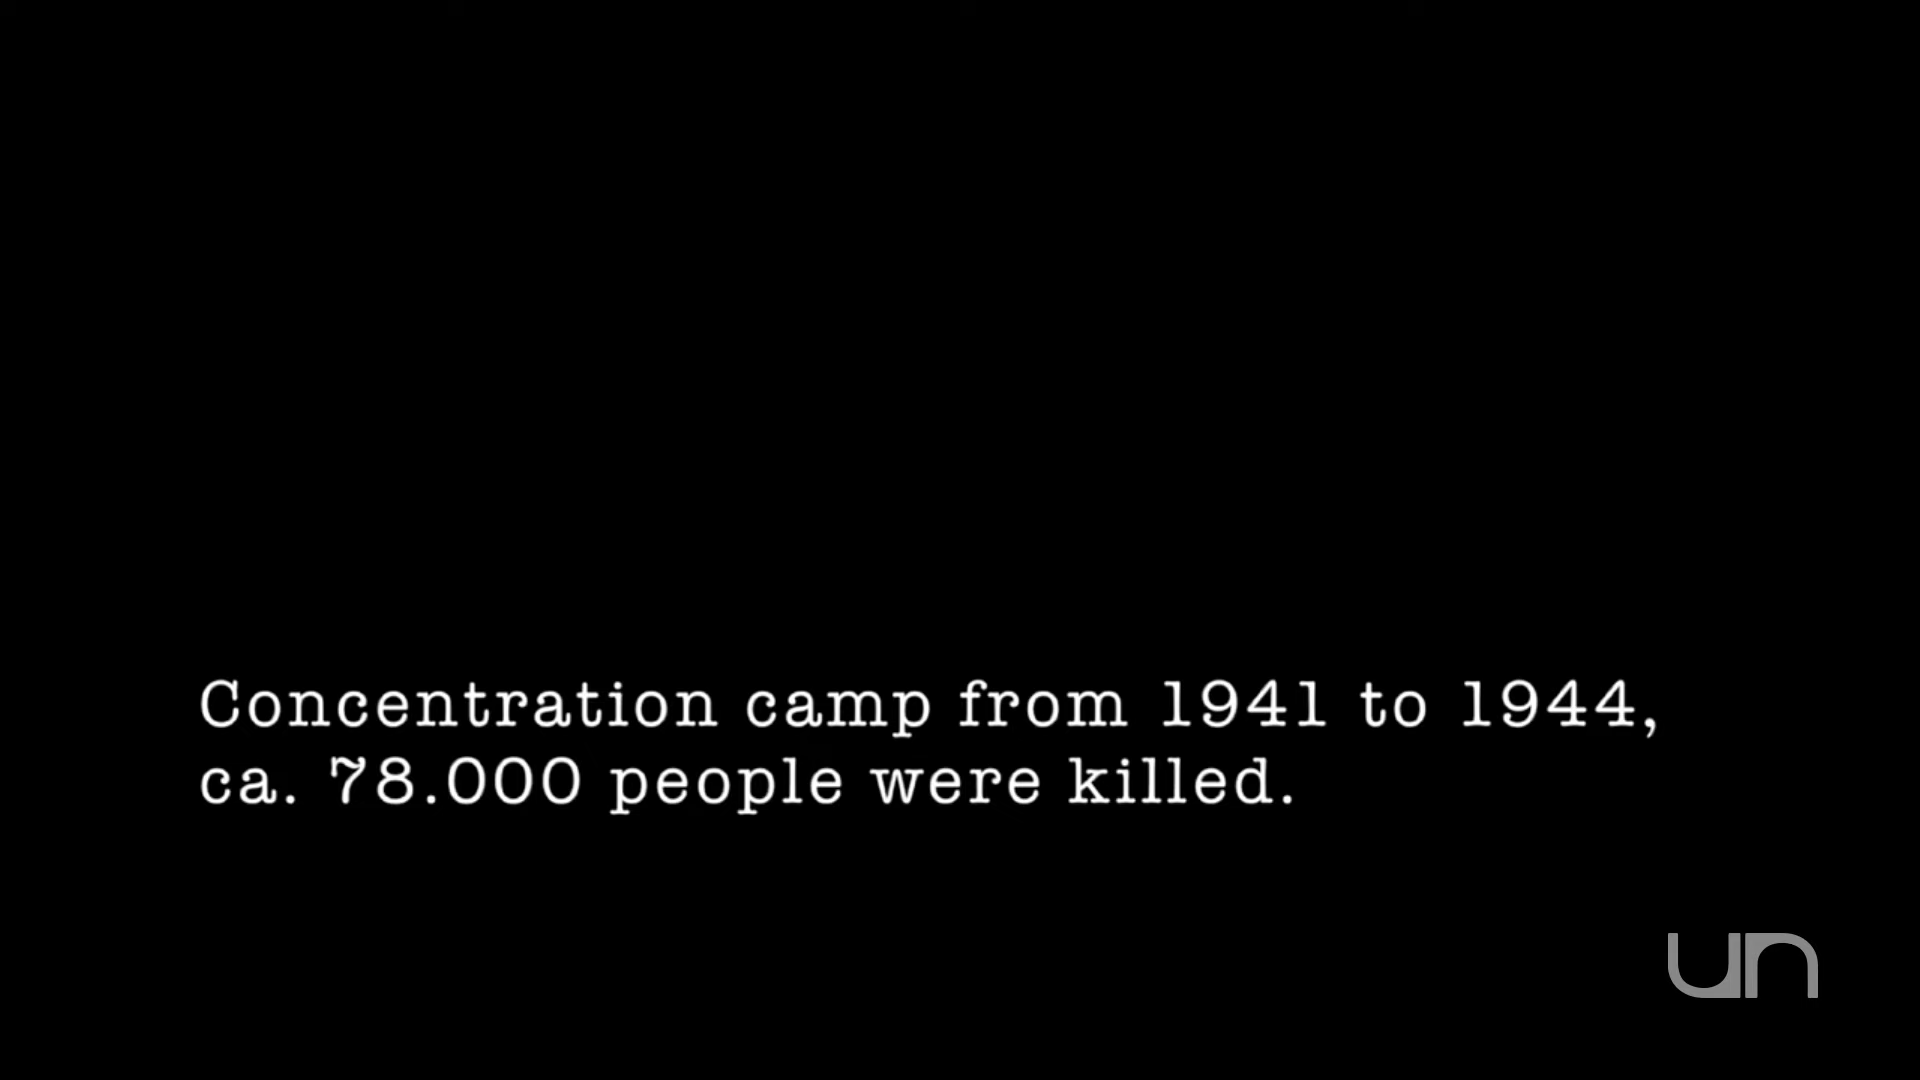 Concentration camp from 1941 to 1944,
ca. 78.000 people were killed.
un